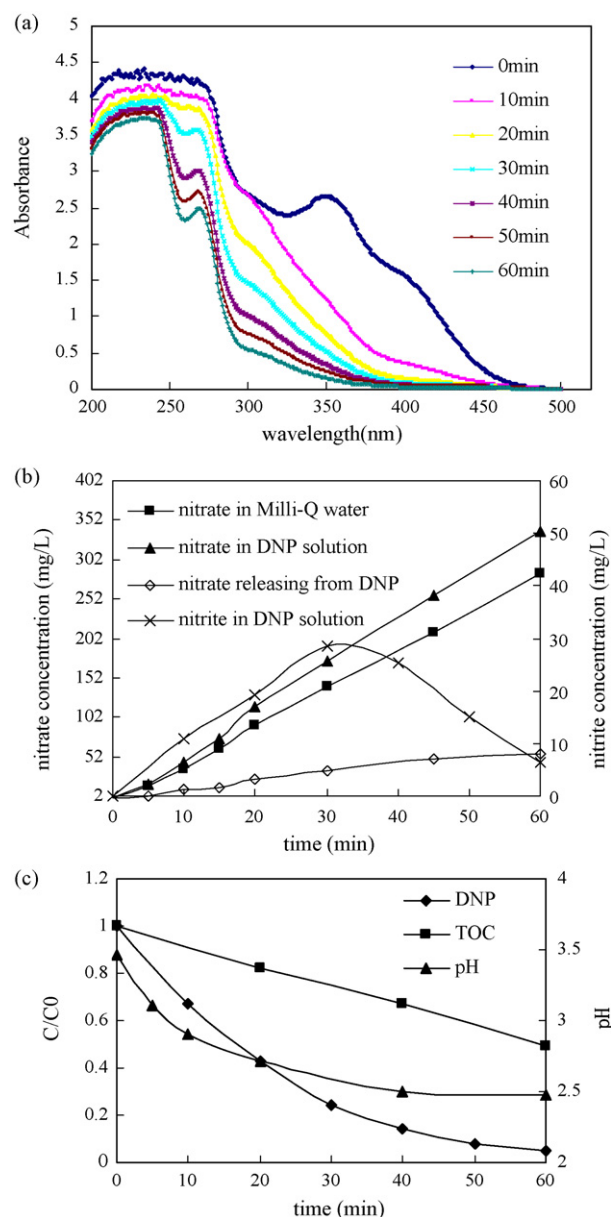 (a)
5
4.5
4
3.5
3
2.5
2
1.5
1
0.5
0
Absorbance
0min
10min
20min
30min
40min
50min
60min
200 250 300 350 400 450 500
wavelength(nm)
(b)
402
352
302
252
202
152
102
52
2
nitrate concentration (mg/L)
nitrate in Milli-Q water
nitrate in DNP solution
nitrate releasing from DNP
nitrite in DNP solution
60
50
40
30
20
10
0
nitrite concentration (mg/L)
0 10 20 30 40 50 60
time (min)
(c)
1.2
1
0.8
0.6
0.4
0.2
0
C/C0
DNP
TOC
pH
4
3.5
3
2.5
2
pH
0 10 20 30 40 50 60
time (min)